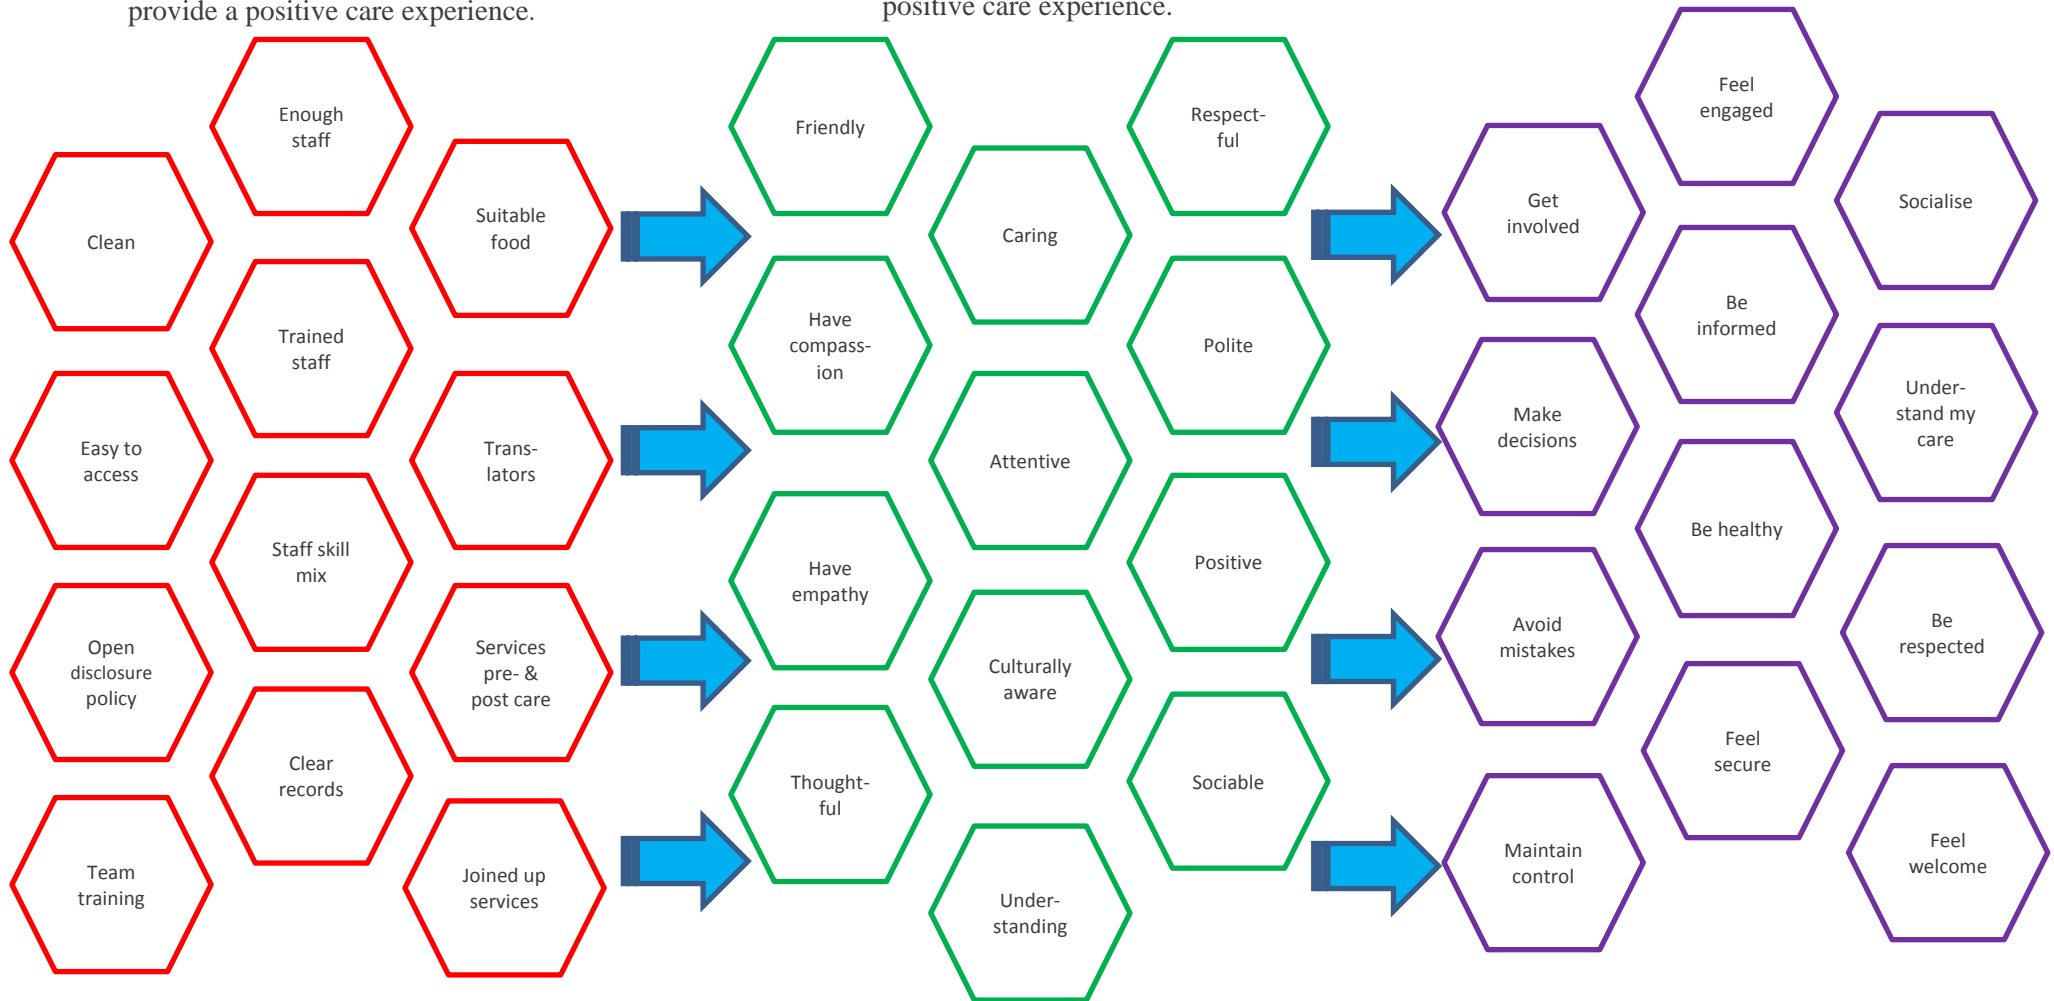 provide a positive care experience.
positive care experience.
Enough
staff
Clean
Suitable
food
Trained
staff
Easy to
access
Trans-
lators
Staff skill
mix
Open
disclosure
policy
Services
pre- &
post care
Clear
records
Team
training
Joined up
services
Friendly
Respect-
ful
Caring
Have
compass-
ion
Polite
Attentive
Have
empathy
Positive
Culturally
aware
Thought-
ful
Sociable
Under-
standing
Feel
engaged
Get
involved
Socialise
Be
informed
Make
decisions
Under-
stand my
care
Be healthy
Avoid
mistakes
Be
respected
Feel
secure
Maintain
control
Feel
welcome